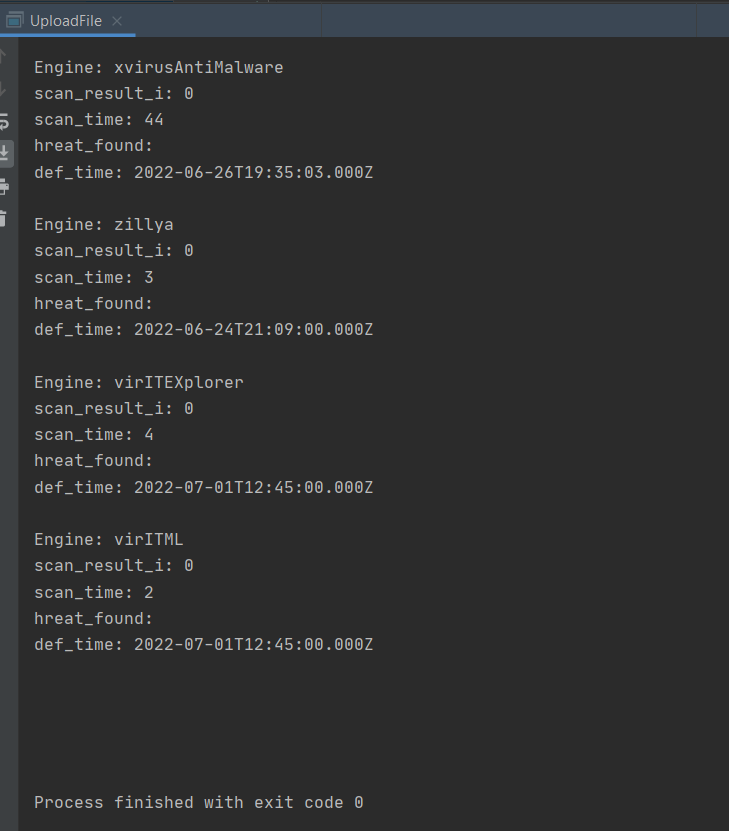 UploadFile
Engine: xvirusAntiMalware
scan_result_i: 0
scan_time: 44
hreat_found:
def_time: 2022-06-26T19:35:03.000Z
Engine: zillya
scan_result_i: 0
scan_time: 3
hreat_found:
def_time: 2022-06-24T21:09:00.000Z
Engine: virITEXplorer
scan_result_i: 0
scan_time: 4
hreat_found:
def_time: 2022-07-01T12:45:00.000Z
Engine: virITML
scan_result_i: 0
scan_time: 2
hreat_found:
def_time: 2022-07-01T12:45:00.000Z
Process finished with exit code 0